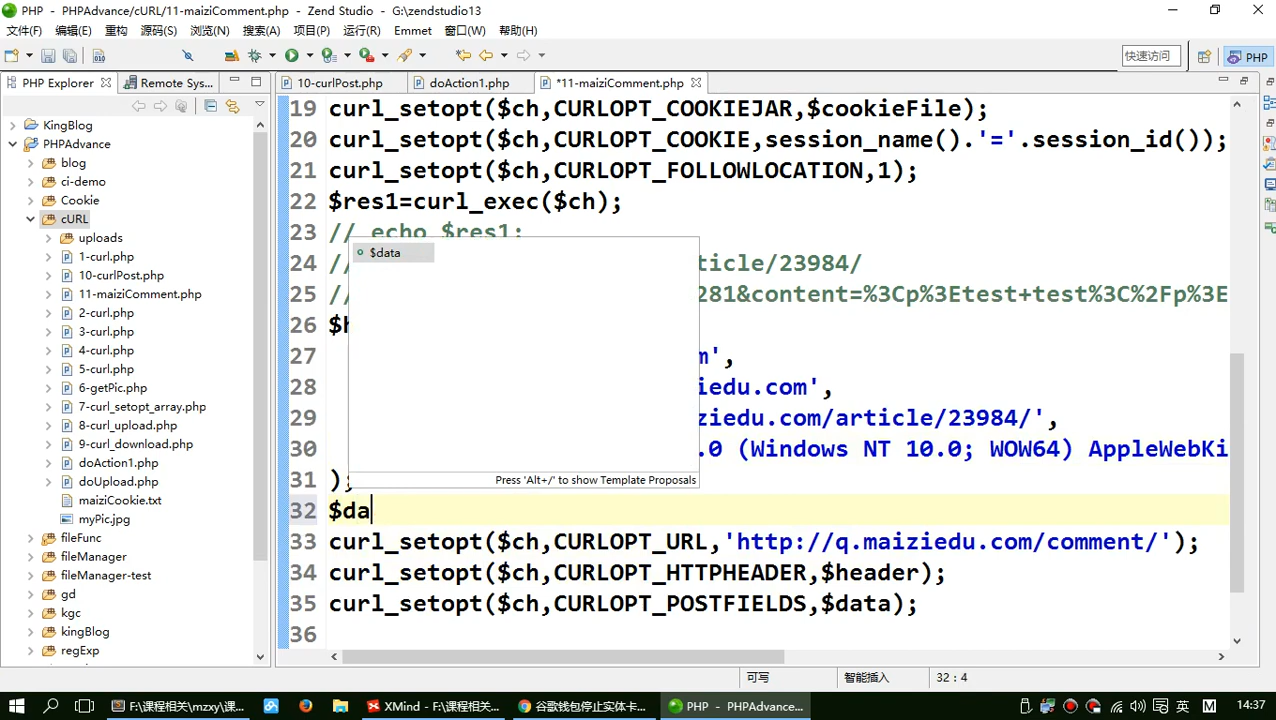 PHP - PHPAdvance/cURL/11-maiziComment.php - Zend Studio - G:\zendstudio13
文件(F) 编辑(E) 重构 源码(S) 浏览(N) 搜索(A) 项目(P) 运行(R) Emmet 窗口(W) 帮助(H)
快速访问 PHP
PHP Explorer Remote Sys... 10-curlPost.php doAction1.php *11-maiziComment.php
KingBlog
PHPAdvance
blog
ci-demo
Cookie
cURL
uploads
1-curl.php
10-curlPost.php
11-maiziComment.php
2-curl.php
3-curl.php
4-curl.php
5-curl.php
6-getPic.php
7-curl_setopt_array.php
8-curl_upload.php
9-curl_download.php
doAction1.php
doUpload.php
maiziCookie.txt
myPic.jpg
fileFunc
fileManager
fileManager-test
gd
kgc
kingBlog
regExp
19 curl_setopt($ch,CURLOPT_COOKIEJAR,$cookieFile);
20 curl_setopt($ch,CURLOPT_COOKIE,session_name().'='.session_id());
21 curl_setopt($ch,CURLOPT_FOLLOWLOCATION,1);
22 $res1=curl_exec($ch);
23 // echo $res1;
24 // ticle/23984/
25 // 281&content=%3Cp%3Etest+test%3C%2Fp%3E
26 $h
27 m',
28 iedu.com',
29 ziedu.com/article/23984/',
30 .0 (Windows NT 10.0; WOW64) AppleWebKi
31 );
32 $da
33 curl_setopt($ch,CURLOPT_URL,'http://q.maiziedu.com/comment/');
34 curl_setopt($ch,CURLOPT_HTTPHEADER,$header);
35 curl_setopt($ch,CURLOPT_POSTFIELDS,$data);
36
$data
Press 'Alt+/' to show Template Proposals
可写 智能插入 32 : 4
F:\课程相关\mzxy\课... XMind - F:\课程相关... 谷歌钱包停止实体卡... PHP - PHPAdvance... 英 M 14:37